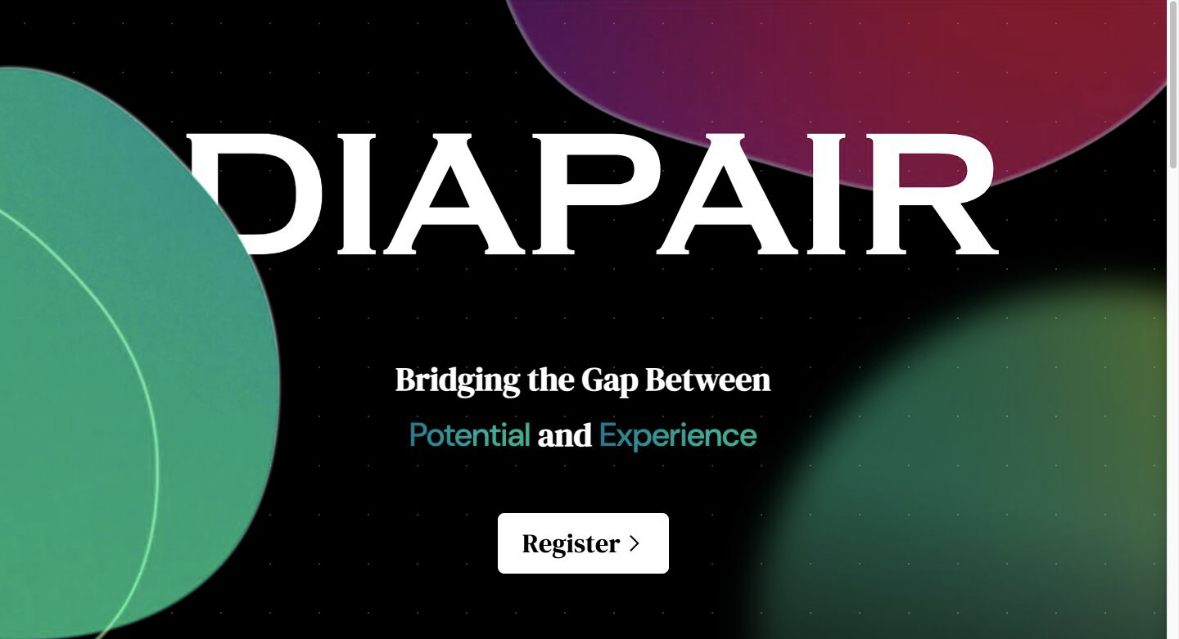 DIAPAIR
Bridging the Gap Between
Potential and Experience
Register >